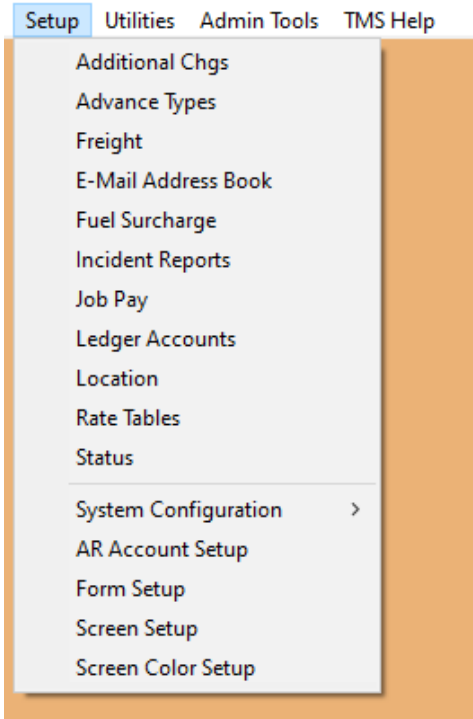 Setup Utilities Admin Tools TMS Help
Additional Chgs
Advance Types
Freight
E-Mail Address Book
Fuel Surcharge
Incident Reports
Job Pay
Ledger Accounts
Location
Rate Tables
Status
System Configuration
AR Account Setup
Form Setup
Screen Setup
Screen Color Setup